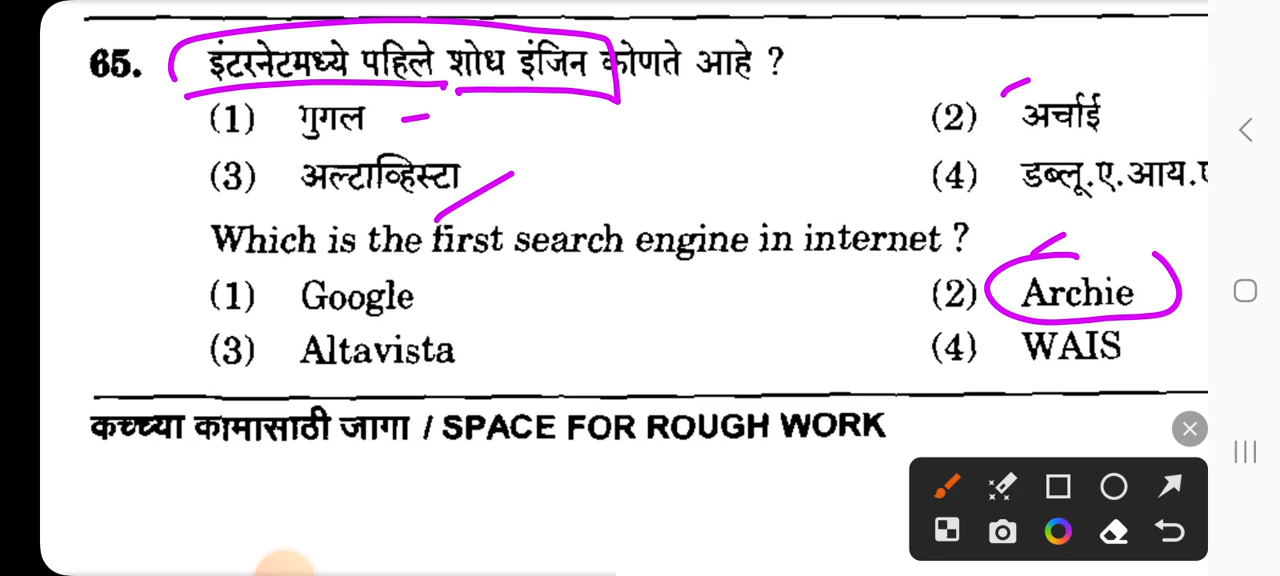 65. इंटरनेटमध्ये पहिले शोध इंजिन कोणते आहे ?
(1) गुगल (2) अर्चाई
(3) अल्टाव्हिस्टा (4) डब्लू.ए.आय.
Which is the first search engine in internet ?
(1) Google (2) Archie
(3) Altavista (4) WAIS
कच्च्या कामासाठी जागा / SPACE FOR ROUGH WORK